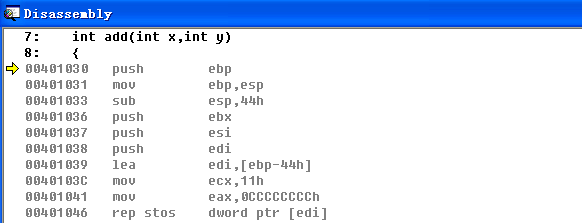 Disassembly
7: int add(int x,int y)
8: {
00401030 push ebp
00401031 mov ebp,esp
00401033 sub esp,44h
00401036 push ebx
00401037 push esi
00401038 push edi
00401039 lea edi,[ebp-44h]
0040103C mov ecx,11h
00401041 mov eax,0CCCCCCCCh
00401046 rep stos dword ptr [edi]